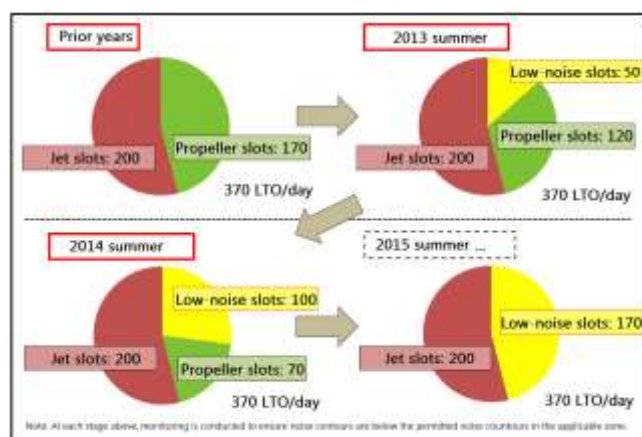 Prior years
Propeller slots: 170
Jet slots: 200
370 LTO/day
2013 summer
Low-noise slots: 50
Propeller slots: 120
Jet slots: 200
370 LTO/day
2014 summer
Low-noise slots: 100
Jet slots: 200
Propeller slots: 70
370 LTO/day
2015 summer ...
Low-noise slots: 170
Jet slots: 200
370 LTO/day
Note: At each stage above, monitoring is conducted to ensure noise contours are below the permitted noise countours in the applicable zone.